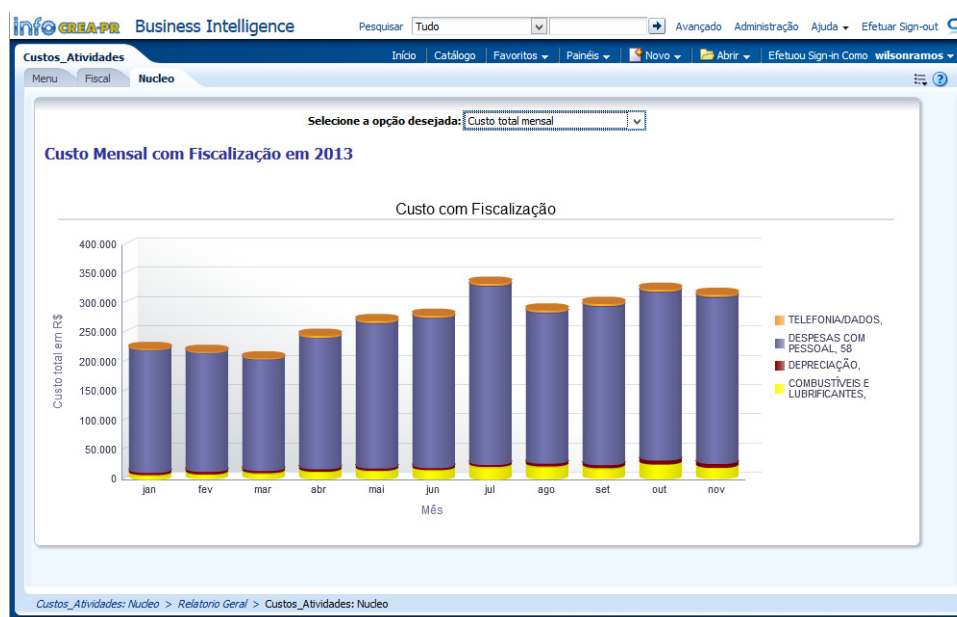 info CREA-PR Business Intelligence Pesquisar Tudo Avançado Administração Ajuda Efetuar Sign-out
Custos_Atividades Início Catálogo Favoritos Painéis Novo Abrir Efetuou Sign-in Como wilsonramos
Menu Fiscal Nucleo
Selecione a opção desejada: Custo total mensal
Custo Mensal com Fiscalização em 2013
Custo com Fiscalização
400.000
350.000
300.000
250.000
200.000
150.000
100.000
50.000
0
Custo total em R$
jan fev mar abr mai jun jul ago set out nov
Mês
TELEFONIA/DADOS,
DESPESAS COM
PESSOAL, 58
DEPRECIAÇÃO,
COMBUSTÍVEIS E
LUBRIFICANTES,
Custos_Atividades: Nucleo > Relatorio Geral > Custos_Atividades: Nucleo